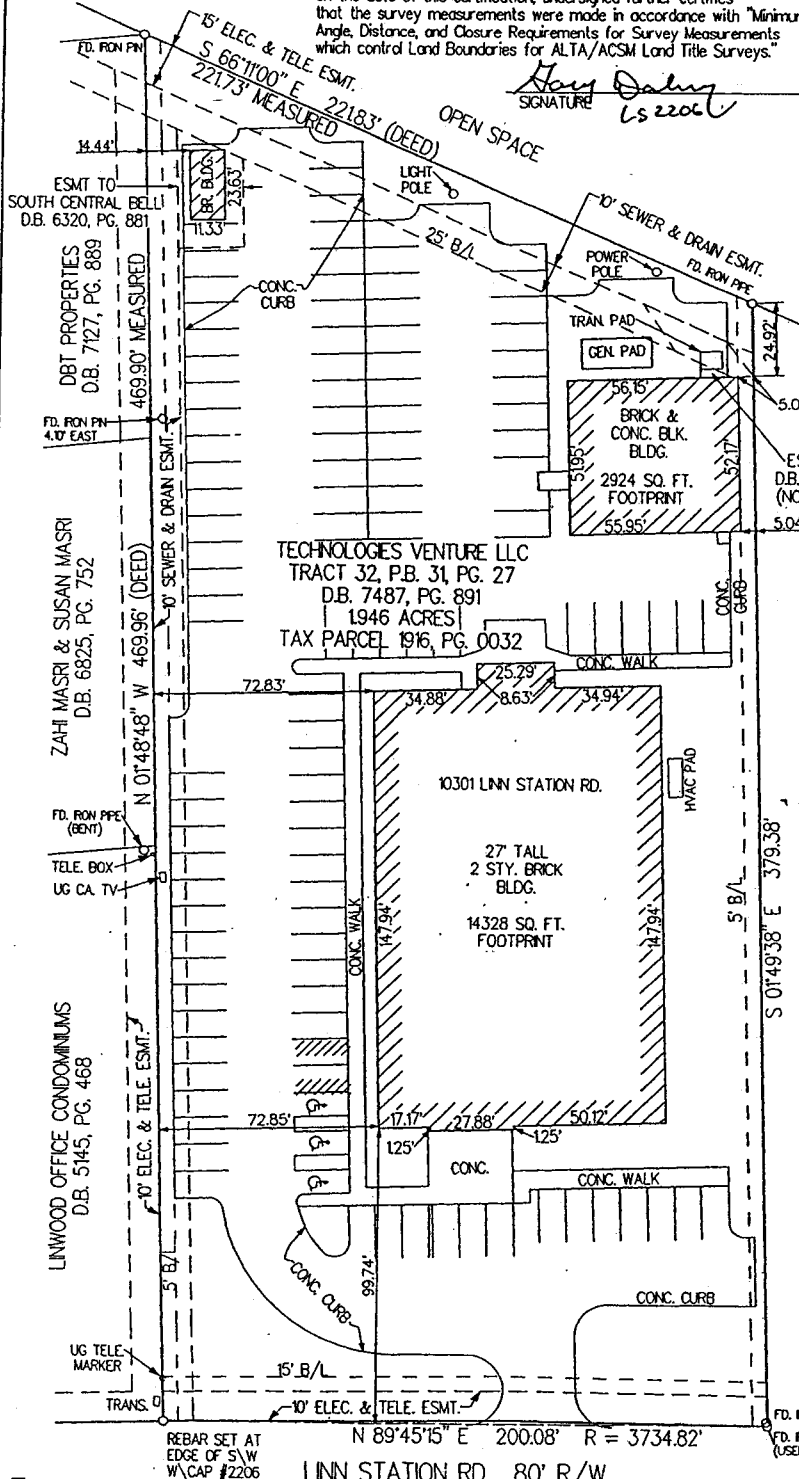 that the survey measurements were made in accordance with "Minimum
Angle, Distance, and Closure Requirements for Survey Measurements
which control Land Boundaries for ALTA/ACSM Land Title Surveys."
SIGNATURE
LS 2206
FD. IRON PIN
15' ELEC. & TELE. ESMT.
S 66°11'00" E 221.83' (DEED)
221.73' MEASURED
OPEN SPACE
14.44'
ESMT TO
SOUTH CENTRAL BELL
D.B. 6320, PG. 881
BR. BLDG.
23.63'
11.33'
LIGHT
POLE
25' B/L
10' SEWER & DRAIN ESMT.
POWER
POLE
FD. IRON PIPE
CONC.
CURB
DBT PROPERTIES
D.B. 7127, PG. 889
469.90' MEASURED
TRAN. PAD
GEN. PAD
24.92'
5.0
56.15'
BRICK &
CONC. BLK.
BLDG.
2924 SQ. FT.
FOOTPRINT
51.95'
52.17'
55.95'
D.B.
5.04
FD. IRON PIN
4.10' EAST
10' SEWER & DRAIN ESMT.
TECHNOLOGIES VENTURE LLC
TRACT 32, P.B. 31, PG. 27
D.B. 7487, PG. 891
1.946 ACRES
TAX PARCEL 1916, PG. 0032
CONC.
CURB
ZAHI MASRI & SUSAN MASRI
D.B. 6825, PG. 752
N 01°48'48" W 469.96' (DEED)
CONC. WALK
72.83'
34.88'
25.29'
8.63'
34.94'
10301 LINN STATION RD.
HVAC PAD
27' TALL
2 STY. BRICK
BLDG.
14328 SQ. FT.
FOOTPRINT
147.94'
147.94'
CONC. WALK
5' B/L
S 01°49'38" E 379.38'
FD. IRON PIPE
(BENT)
TELE. BOX
UG CA. TV
LINWOOD OFFICE CONDOMINIUMS
D.B. 5145, PG. 468
10' ELEC. & TELE. ESMT.
72.85'
17.17'
27.88'
50.12'
1.25'
1.25'
CONC.
CONC. WALK
5' B/L
CONC. CURB
99.74'
CONC. CURB
UG TELE.
MARKER
15' B/L
TRANS.
10' ELEC. & TELE. ESMT.
REBAR SET AT
EDGE OF S\W
W\CAP #2206
N 89°45'15" E 200.08' R = 3734.82'
LINN STATION RD. 80' R/W